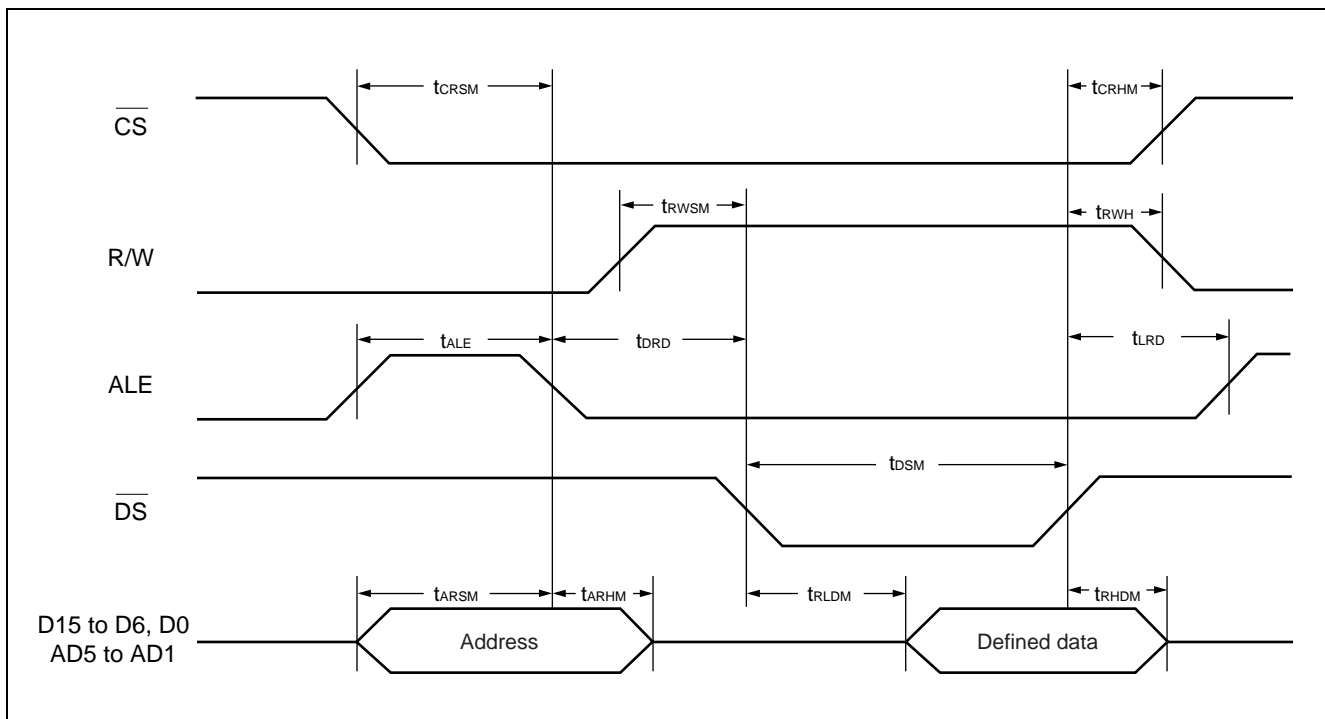 tCRSM
tCRHM
CS
tRWSM
tRWH
R/W
tALE
tDRD
tLRD
ALE
tDSM
DS
tARSM
tARHM
tRLDM
tRHDM
D15 to D6, D0
AD5 to AD1
Address
Defined data